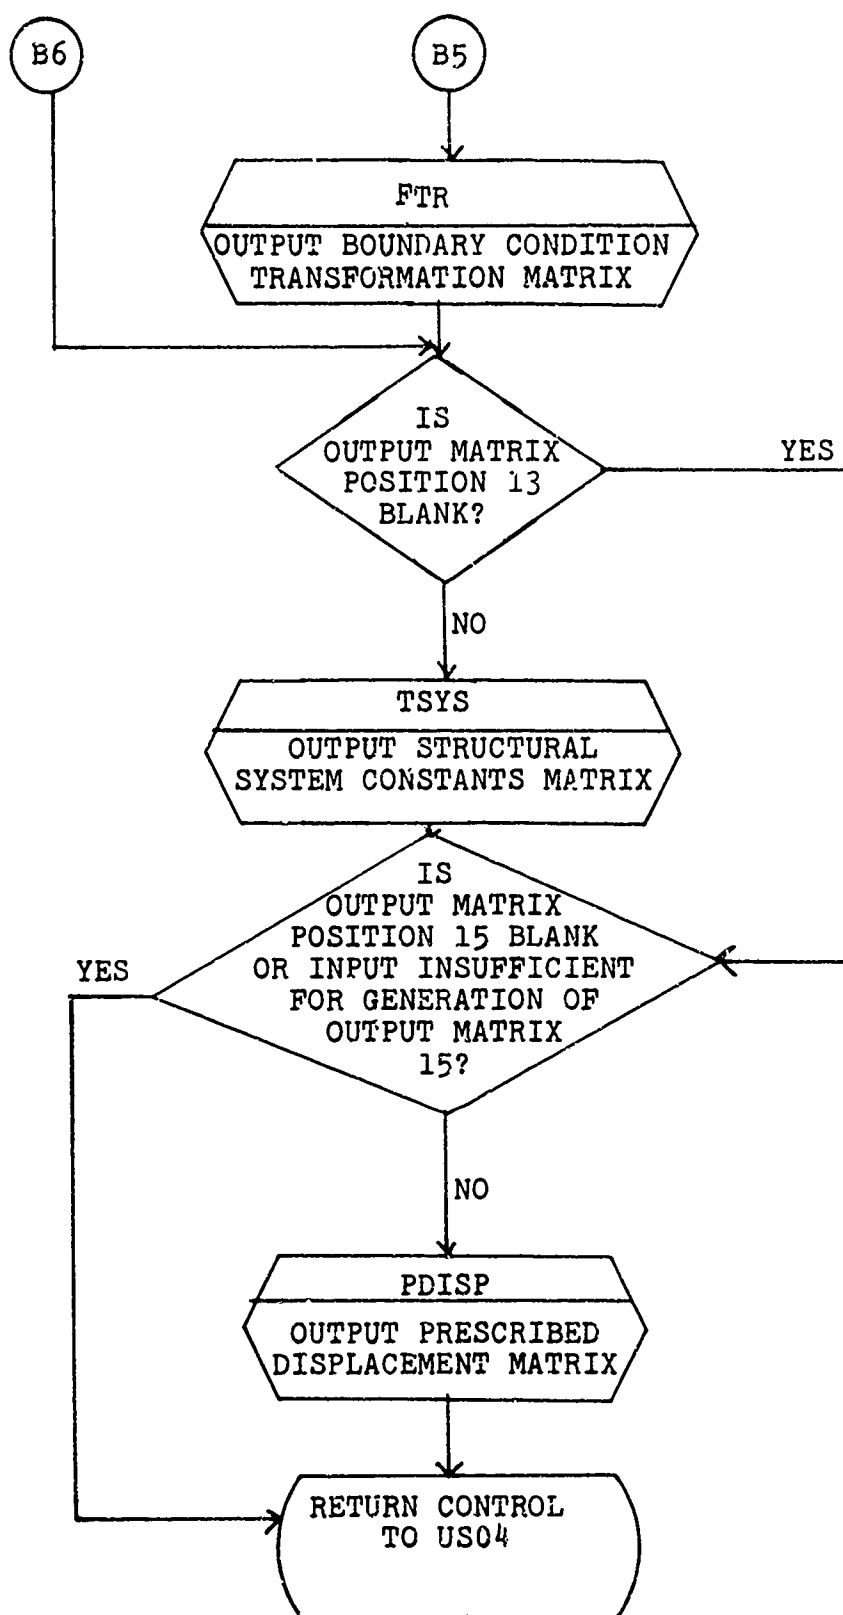 B6
B5
FTR
OUTPUT BOUNDARY CONDITION
TRANSFORMATION MATRIX
IS
OUTPUT MATRIX
POSITION 13
BLANK?
YES
NO
TSYS
OUTPUT STRUCTURAL
SYSTEM CONSTANTS MATRIX
IS
OUTPUT MATRIX
POSITION 15 BLANK
OR INPUT INSUFFICIENT
FOR GENERATION OF
OUTPUT MATRIX
15?
YES
NO
PDISP
OUTPUT PRESCRIBED
DISPLACEMENT MATRIX
RETURN CONTROL
TO US04